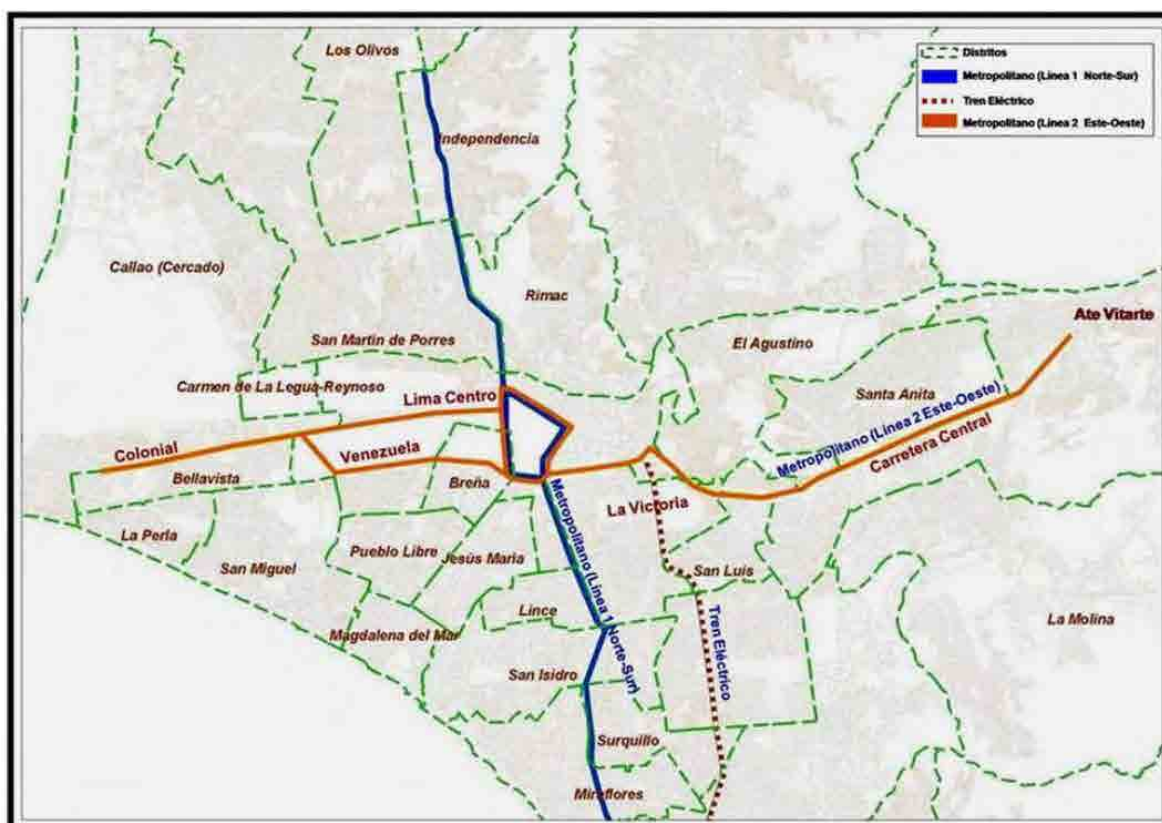 Distritos
Metropolitano (Línea 1 Norte-Sur)
Tren Eléctrico
Metropolitano (Línea 2 Este-Oeste)
Los Olivos
Independencia
Callao (Cercado)
Rimac
Ate Vitarte
San Martin de Porres
El Agustino
Carmen de La Legua-Reynoso
Lima Centro
Santa Anita
Metropolitano (Línea 2 Este-Oeste)
Carretera Central
Colonial
Venezuela
Bellavista
Breña
La Victoria
Metropolitano (Línea 1 Norte-Sur)
La Perla
San Miguel
Pueblo Libre
Jesús Maria
San Luis
Lince
Tren Eléctrico
La Molina
Magdalena del Mar
San Isidro
Surquillo
Miraflores